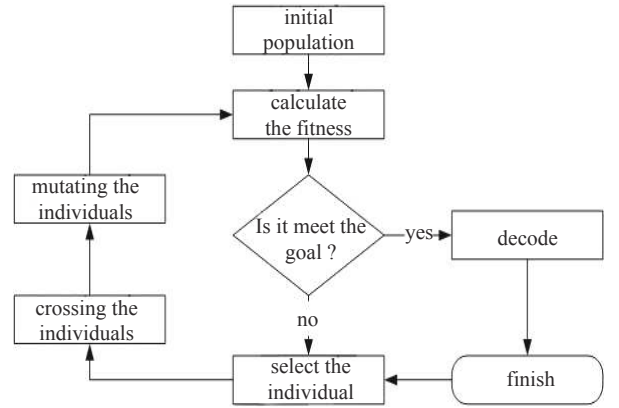 initial
population
calculate
the fitness
mutating the
individuals
Is it meet the
goal ?
yes
decode
crossing the
individuals
no
select the
individual
finish